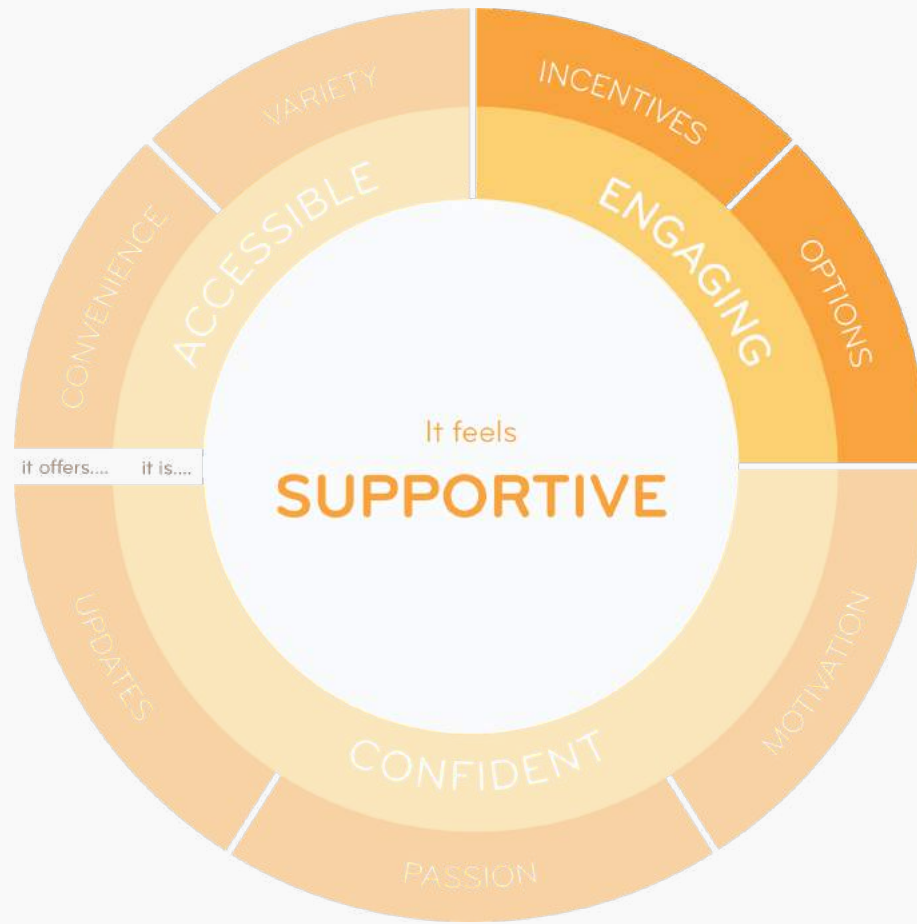 VARIETY
INCENTIVES
CONVENIENCE
ACCESSIBLE
ENGAGING
OPTIONS
It feels
SUPPORTIVE
it offers.... it is....
UPDATES
MOTIVATION
CONFIDENT
PASSION